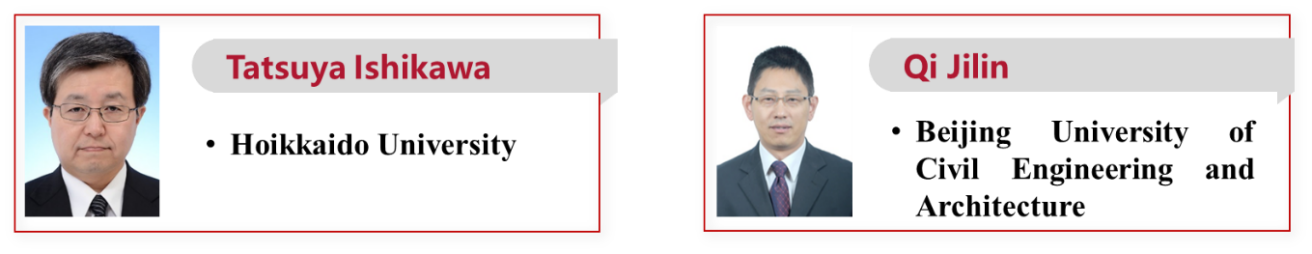 Tatsuya Ishikawa
• Hoikkaido University
Qi Jilin
• Beijing University of
Civil Engineering and
Architecture